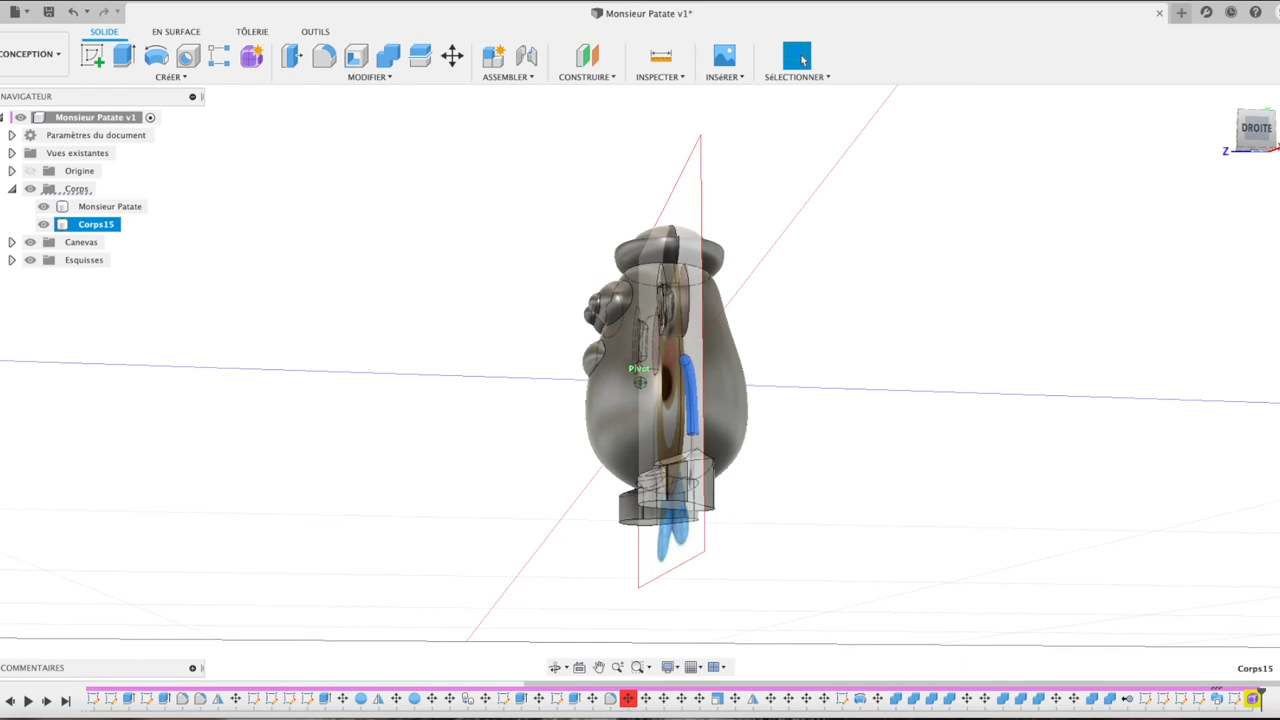 Monsieur Patate v1*
CONCEPTION
SOLIDE
EN SURFACE
TÔLERIE
OUTILS
CRÉER
MODIFIER
ASSEMBLER
CONSTRUIRE
INSPECTER
INSÉRER
SÉLECTIONNER
NAVIGATEUR
Monsieur Patate v1
Paramètres du document
Vues existantes
Origine
Corps
Monsieur Patate
Corps15
Canevas
Esquisses
DROITE
Z
Pivot
COMMENTAIRES
Corps15